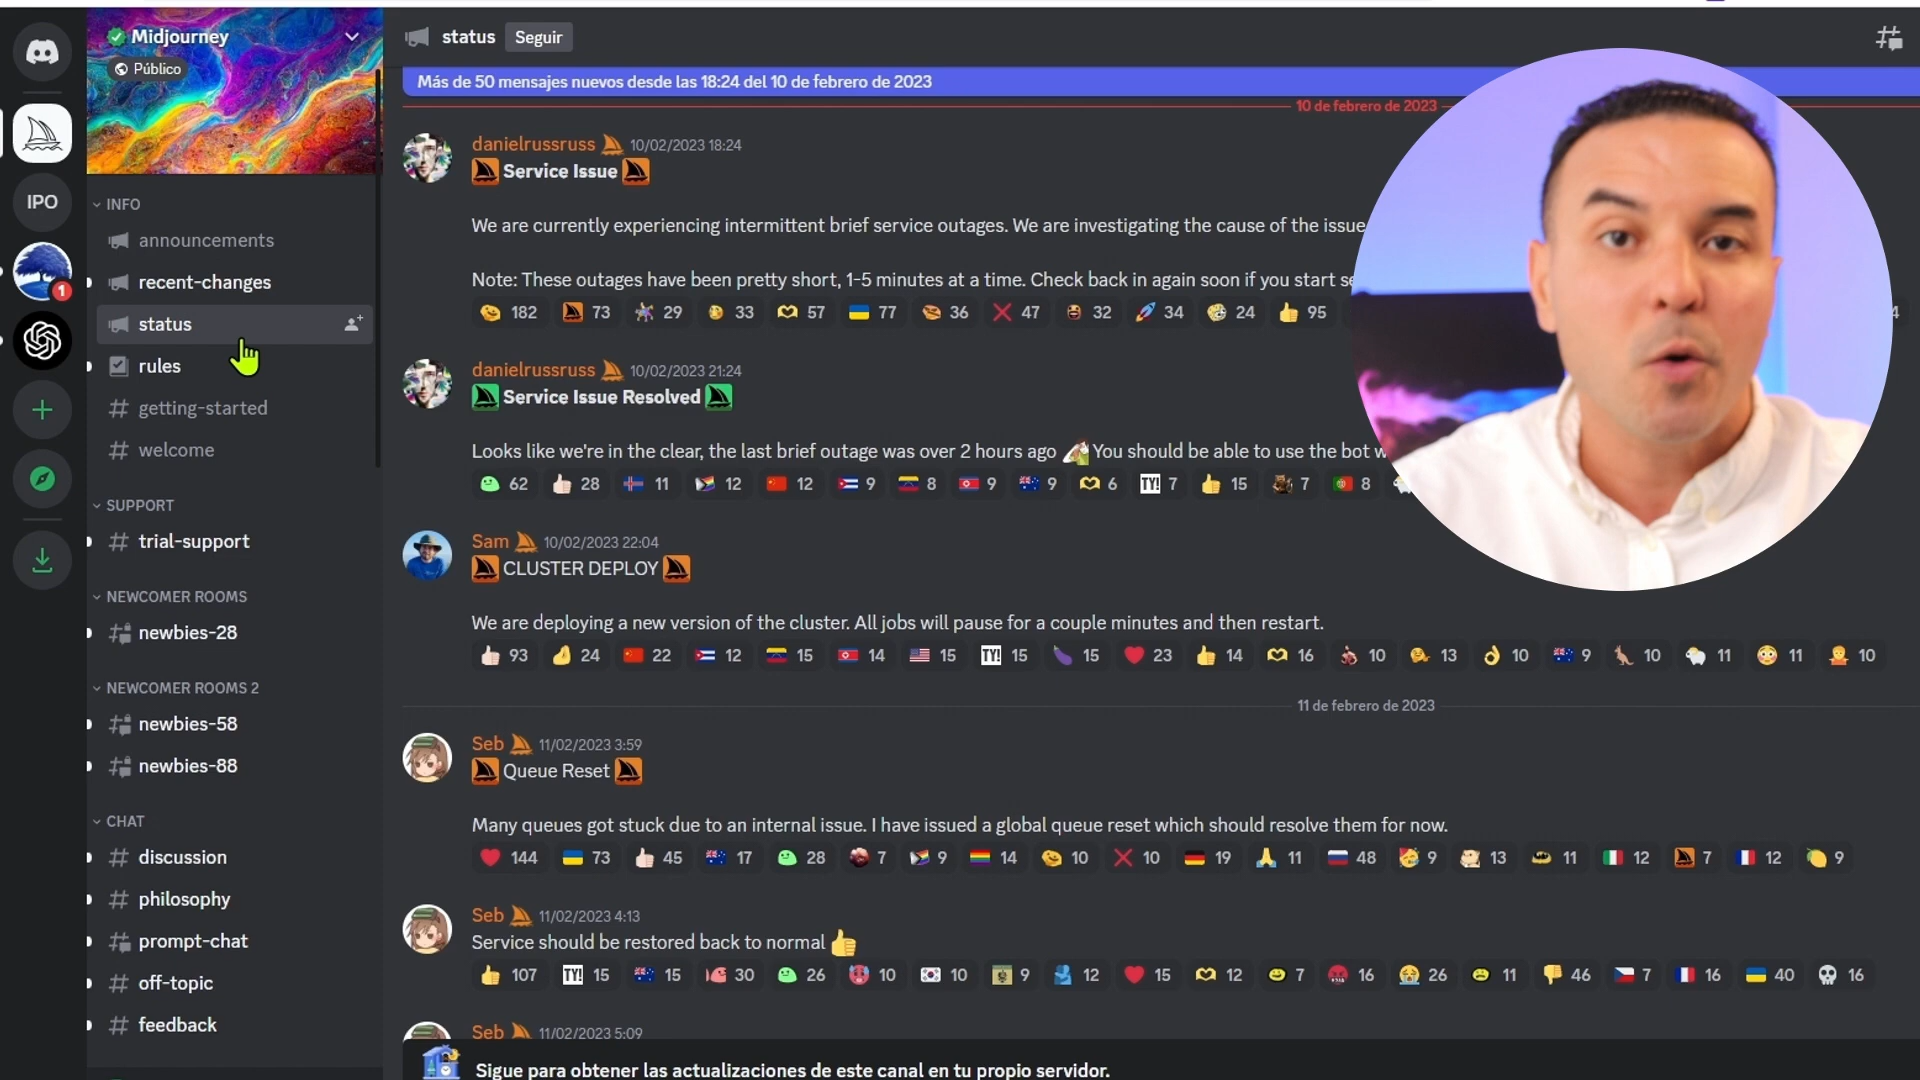 Midjourney
Público
IPO
1
INFO
announcements
recent-changes
status
rules
getting-started
welcome
SUPPORT
trial-support
NEWCOMER ROOMS
newbies-28
NEWCOMER ROOMS 2
newbies-58
newbies-88
CHAT
discussion
philosophy
prompt-chat
off-topic
feedback
status Seguir
Más de 50 mensajes nuevos desde las 18:24 del 10 de febrero de 2023
10 de febrero de 2023
danielrussruss 10/02/2023 18:24
Service Issue
We are currently experiencing intermittent brief service outages. We are investigating the cause of the issue
Note: These outages have been pretty short, 1-5 minutes at a time. Check back in again soon if you start se
182 73 29 33 57 77 36 47 32 34 24 95 4
danielrussruss 10/02/2023 21:24
Service Issue Resolved
Looks like we're in the clear, the last brief outage was over 2 hours ago You should be able to use the bot w
62 28 11 12 12 9 8 9 9 6 TY! 7 15 7 8
Sam 10/02/2023 22:04
CLUSTER DEPLOY
We are deploying a new version of the cluster. All jobs will pause for a couple minutes and then restart.
93 24 22 12 15 14 15 TY! 15 15 23 14 16 10 13 10 9 10 11 11 10
11 de febrero de 2023
Seb 11/02/2023 3:59
Queue Reset
Many queues got stuck due to an internal issue. I have issued a global queue reset which should resolve them for now.
144 73 45 17 28 7 9 14 10 10 19 11 48 9 13 11 12 7 12 9
Seb 11/02/2023 4:13
Service should be restored back to normal
107 TY! 15 15 30 26 10 10 9 12 15 12 7 16 26 11 46 7 16 40 16
Seb 11/02/2023 5:09
Sigue para obtener las actualizaciones de este canal en tu propio servidor.